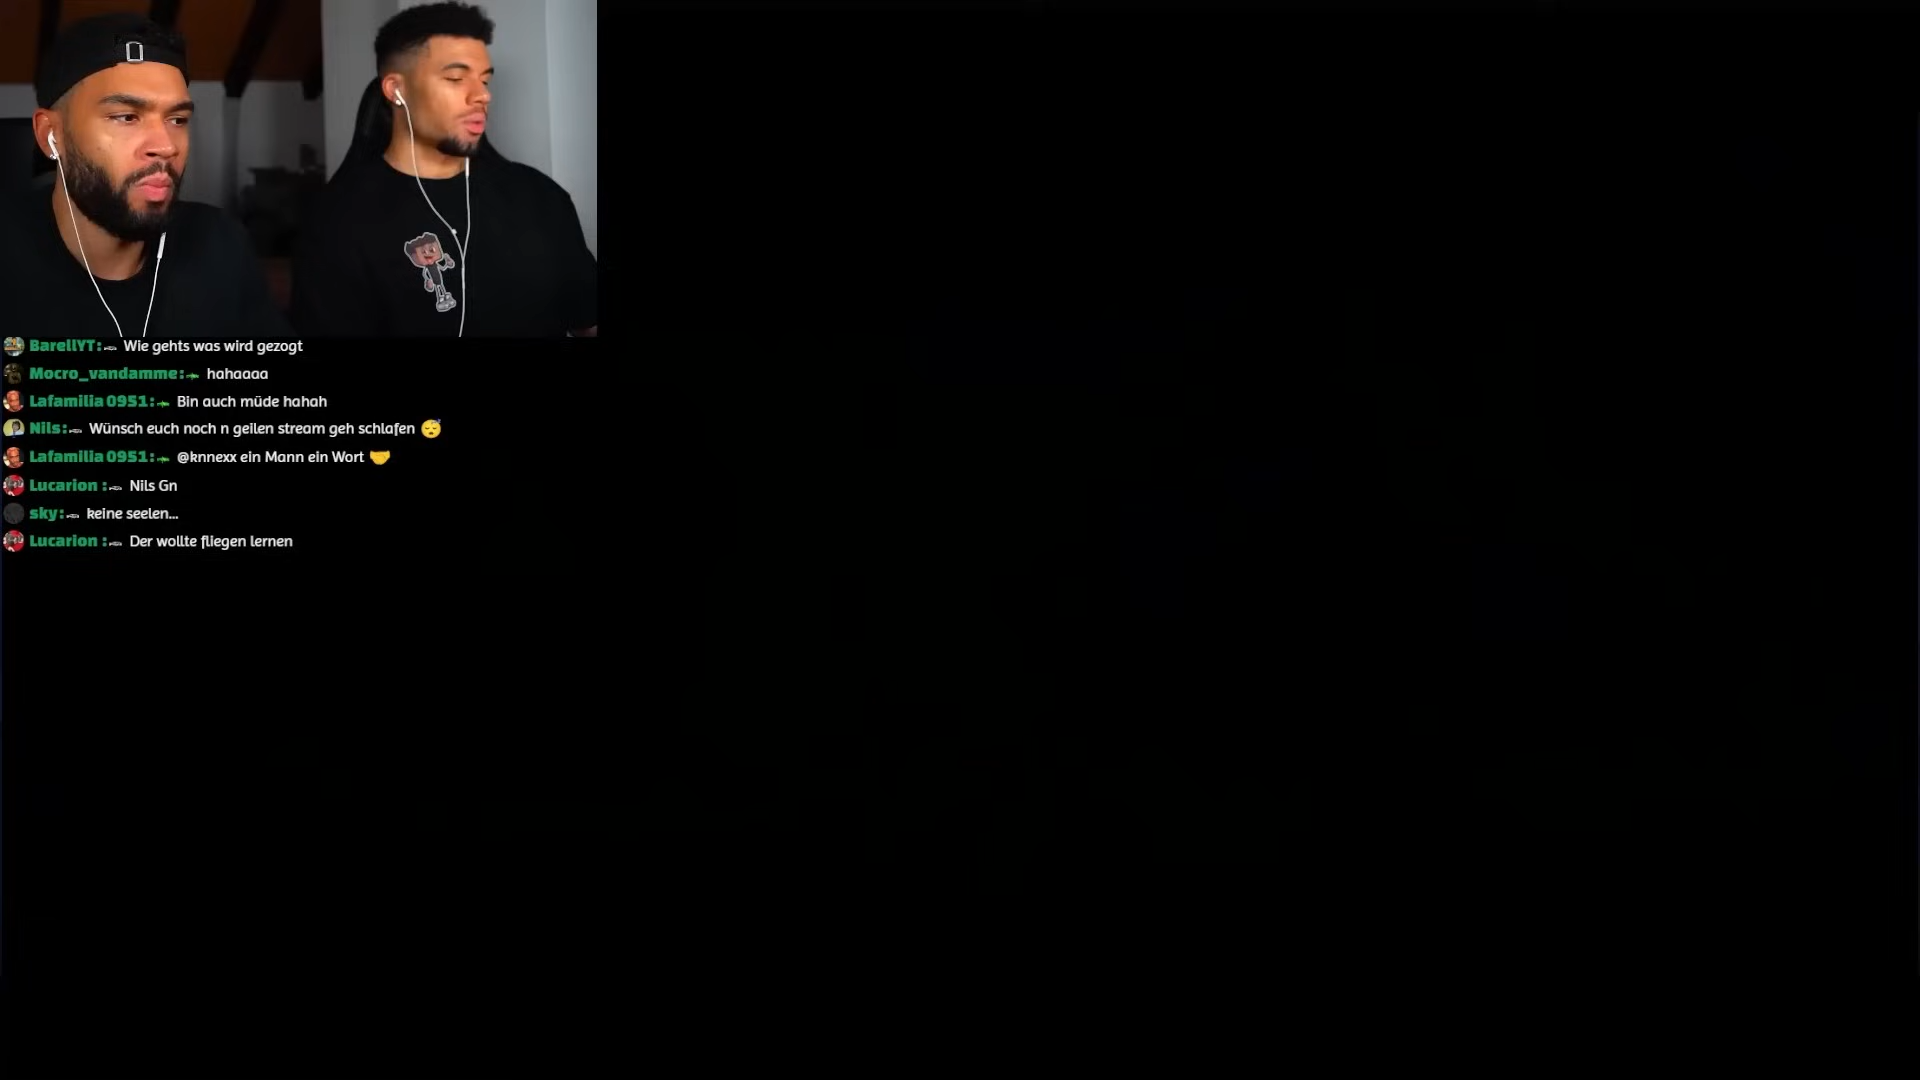 BarellYT: Wie gehts was wird gezogt
Mocro_vandamme: hahaaaa
Lafamilia 0951: Bin auch müde hahah
Nils: Wünsch euch noch n geilen stream geh schlafen 😴
Lafamilia 0951: @knnexx ein Mann ein Wort 🤝
Lucarion : Nils Gn
sky: keine seelen...
Lucarion : Der wollte fliegen lernen